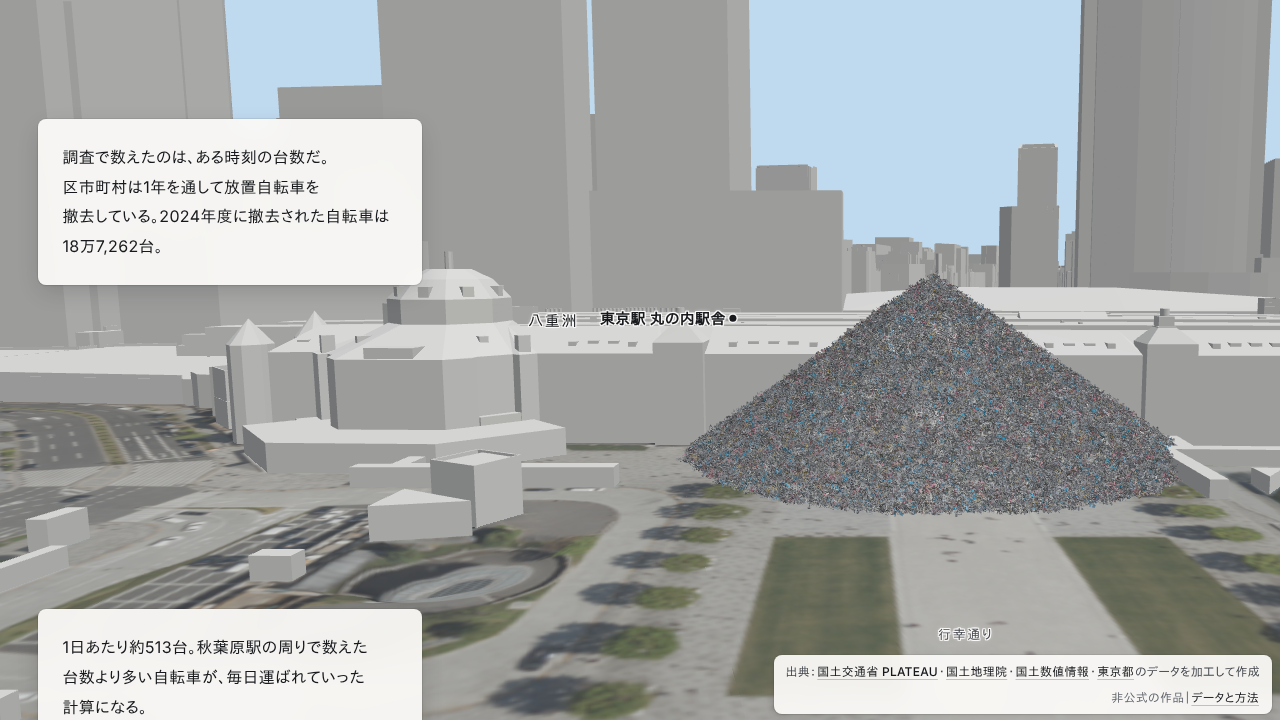 調査で数えたのは、ある時刻の台数だ。
区市町村は1年を通して放置自転車を
撤去している。2024年度に撤去された自転車は
18万7,262台。
八重洲
東京駅 丸の内駅舎
1日あたり約513台。秋葉原駅の周りで数えた
台数より多い自転車が、毎日運ばれていった
計算になる。
行幸通り
出典: 国土交通省 PLATEAU · 国土地理院 · 国土数値情報 · 東京都のデータを加工して作成
非公式の作品 | データと方法